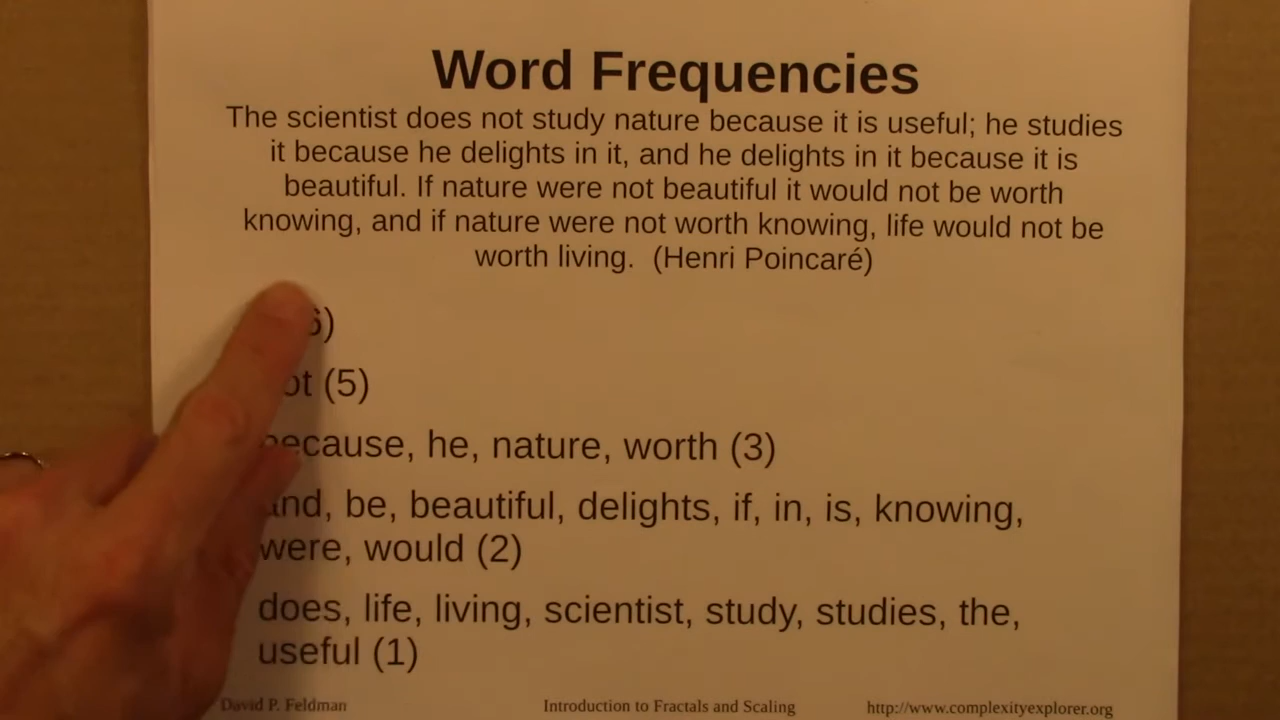 Word Frequencies
The scientist does not study nature because it is useful; he studies
it because he delights in it, and he delights in it because it is
beautiful. If nature were not beautiful it would not be worth
knowing, and if nature were not worth knowing, life would not be
worth living. (Henri Poincaré)
6)
ot (5)
because, he, nature, worth (3)
and, be, beautiful, delights, if, in, is, knowing,
were, would (2)
does, life, living, scientist, study, studies, the,
useful (1)
David P. Feldman
Introduction to Fractals and Scaling
http://www.complexityexplorer.org